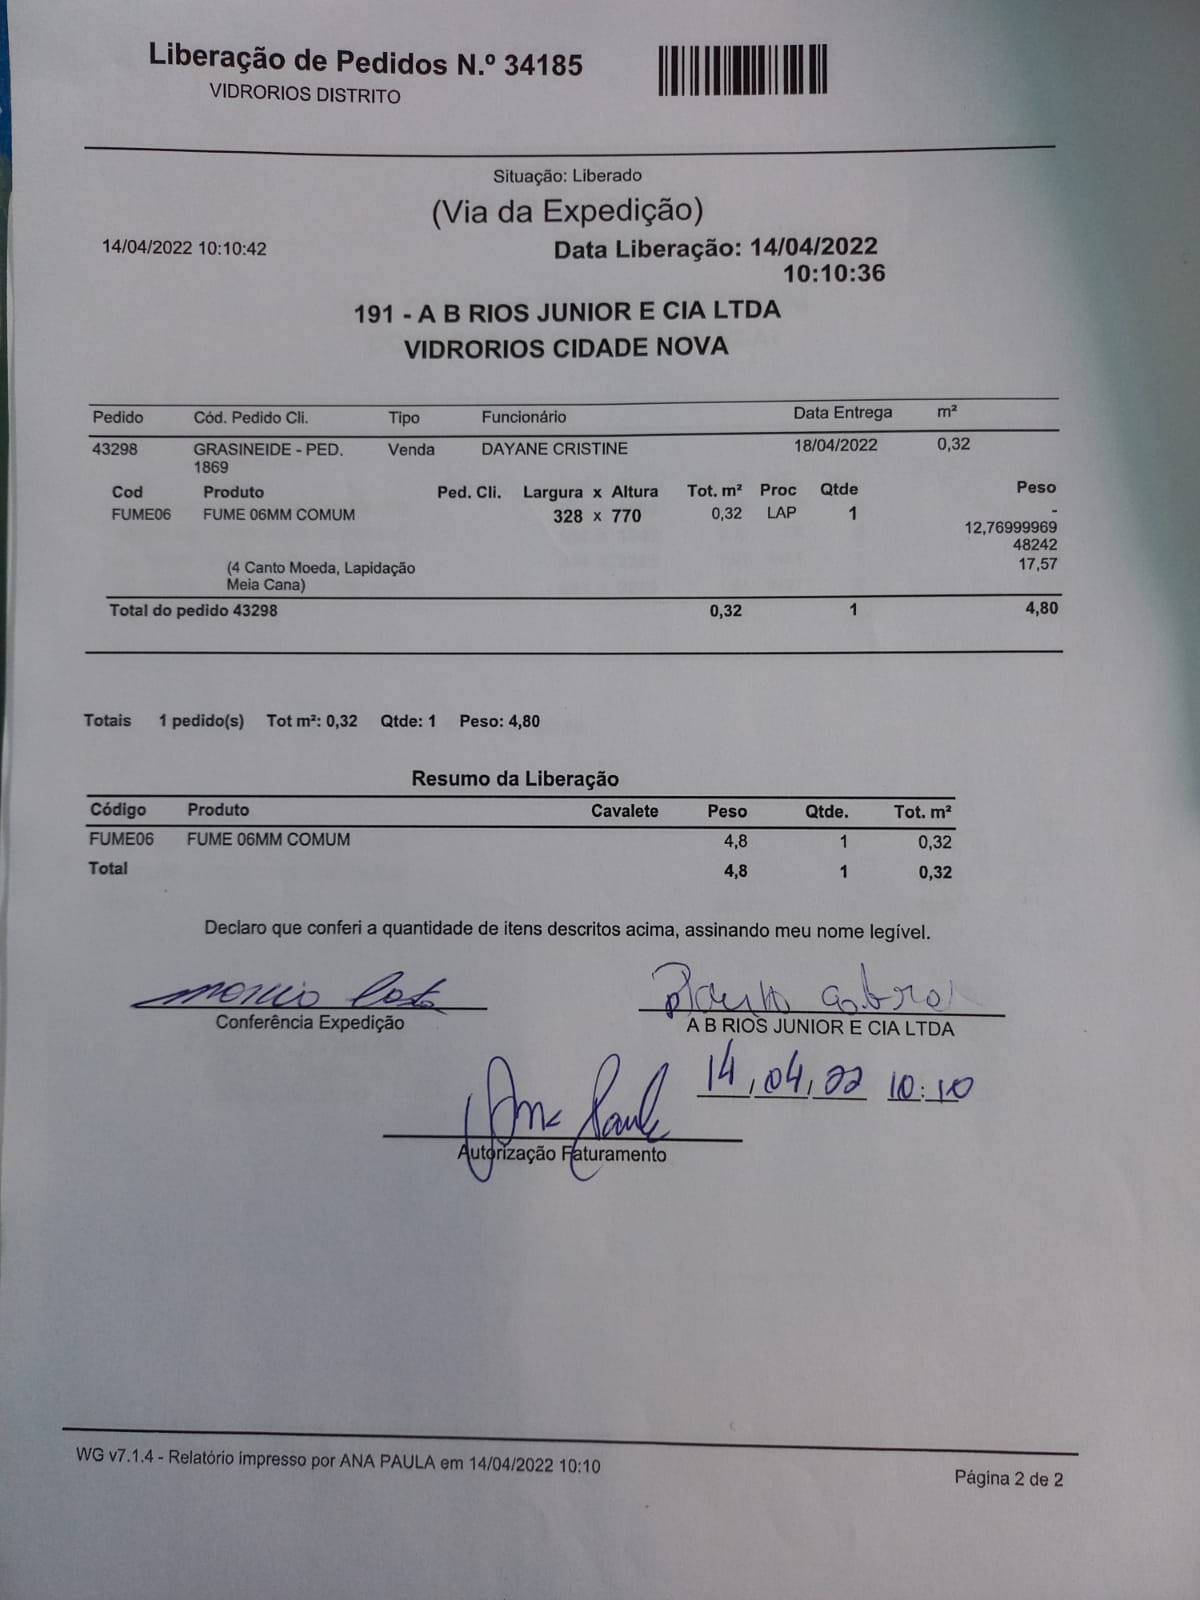 Liberação de Pedidos N.º 34185
VIDRORIOS DISTRITO
Situação: Liberado
(Via da Expedição)
14/04/2022 10:10:42 Data Liberação: 14/04/2022
10:10:36
191 - A B RIOS JUNIOR E CIA LTDA
VIDRORIOS CIDADE NOVA
Pedido Cód. Pedido Cli. Tipo Funcionário Data Entrega m²
43298 GRASINEIDE - PED. Venda DAYANE CRISTINE 18/04/2022 0,32
1869
Cod Produto Ped. Cli. Largura x Altura Tot. m² Proc Qtde Peso
FUME06 FUME 06MM COMUM 328 x 770 0,32 LAP 1 -
12,76999969
48242
(4 Canto Moeda, Lapidação 17,57
Meia Cana)
Total do pedido 43298 0,32 1 4,80
Totais 1 pedido(s) Tot m²: 0,32 Qtde: 1 Peso: 4,80
Resumo da Liberação
Código Produto Cavalete Peso Qtde. Tot. m²
FUME06 FUME 06MM COMUM 4,8 1 0,32
Total 4,8 1 0,32
Declaro que conferi a quantidade de itens descritos acima, assinando meu nome legível.
Conferência Expedição A B RIOS JUNIOR E CIA LTDA
14,04,22 10:10
Ana Paula
Autorização Faturamento
WG v7.1.4 - Relatório impresso por ANA PAULA em 14/04/2022 10:10
Página 2 de 2